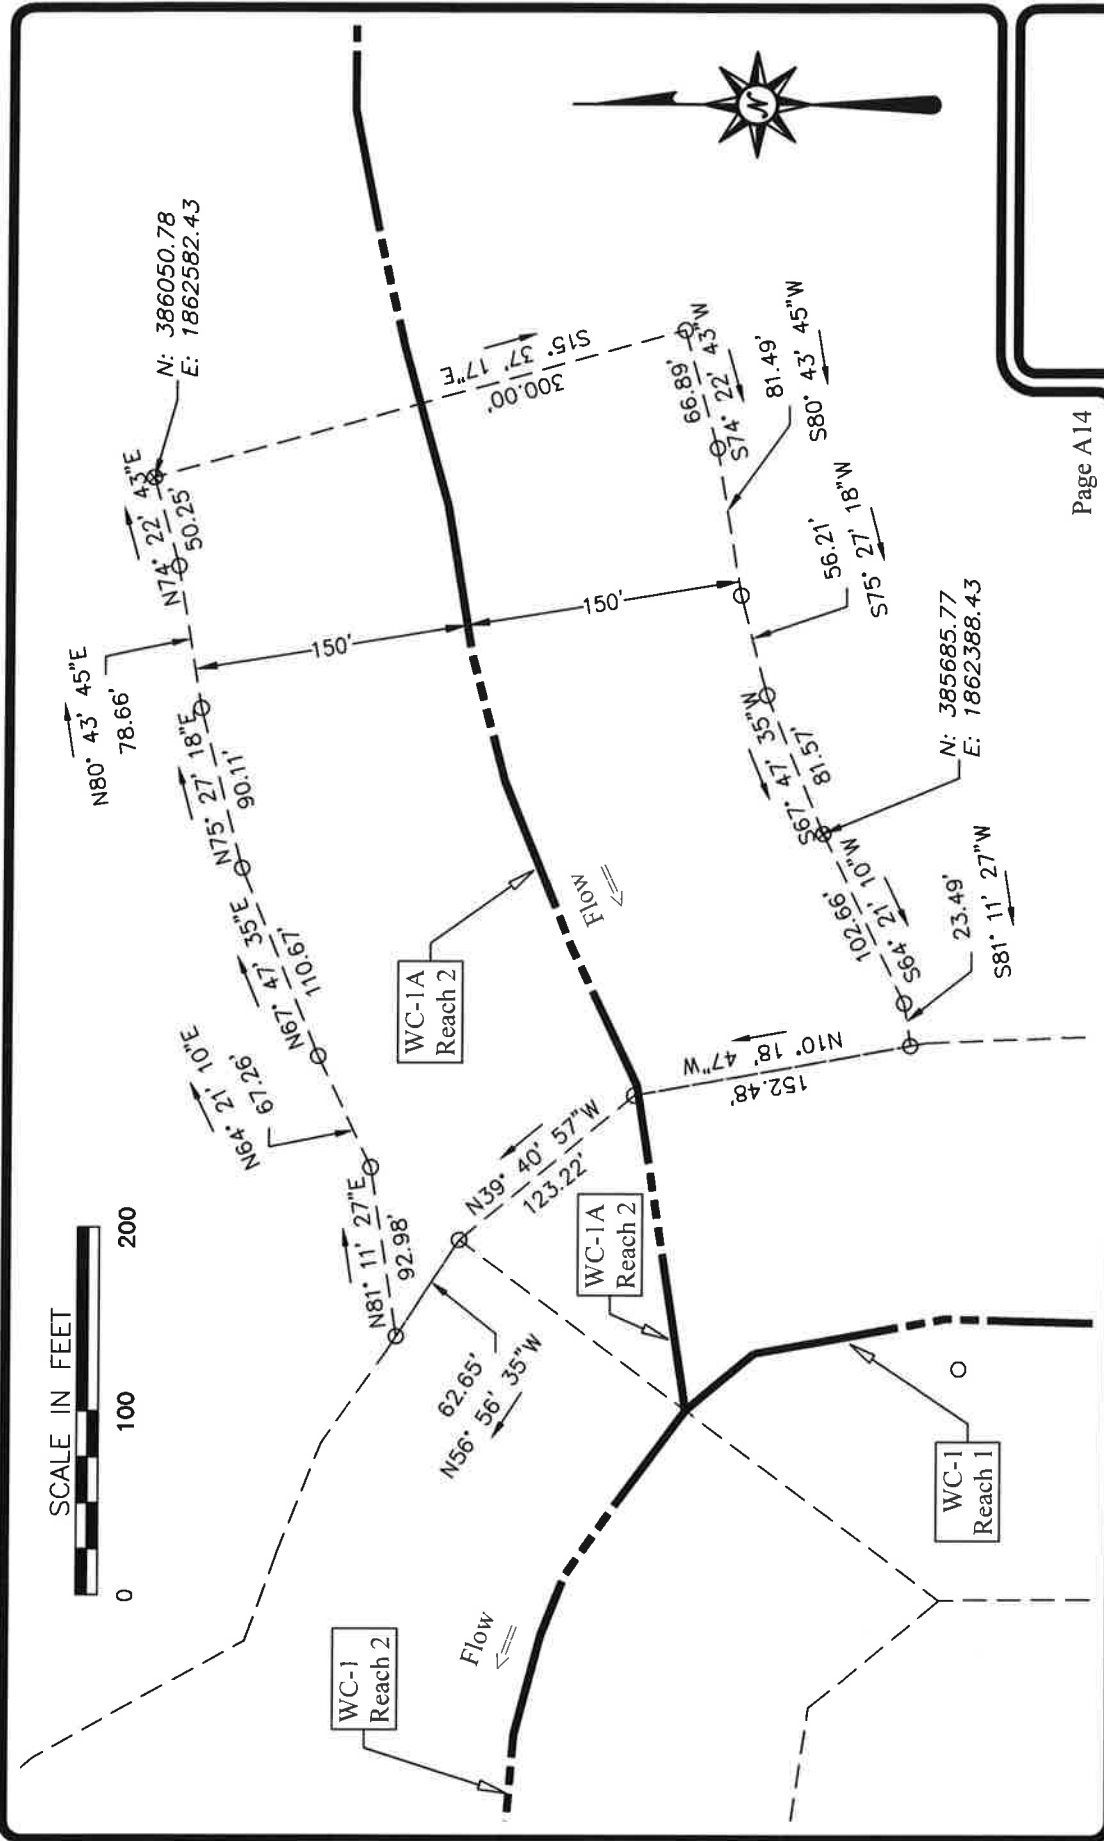 SCALE IN FEET
0
100
200
N: 386050.78
E: 1862582.43
N74° 22' 43"E
50.25'
N80° 43' 45"E
78.66'
N75° 27' 18"E
90.11'
N67° 47' 35"E
110.67'
N64° 21' 10"E
67.26'
N81° 11' 27"E
92.98'
62.65'
N56° 56' 35"W
N39° 40' 57"W
123.22'
N10° 18' 47"W
152.48'
S15° 37' 17"E
300.00'
66.89'
S74° 22' 43"W
81.49'
S80° 43' 45"W
56.21'
S75° 27' 18"W
S67° 47' 35"W
81.57'
N: 385685.77
E: 1862388.43
102.66'
S64° 21' 10"W
23.49'
S81° 11' 27"W
150'
150'
WC-1A
Reach 2
Flow
WC-1A
Reach 2
WC-1
Reach 2
Flow
WC-1
Reach 1
N
Page A14